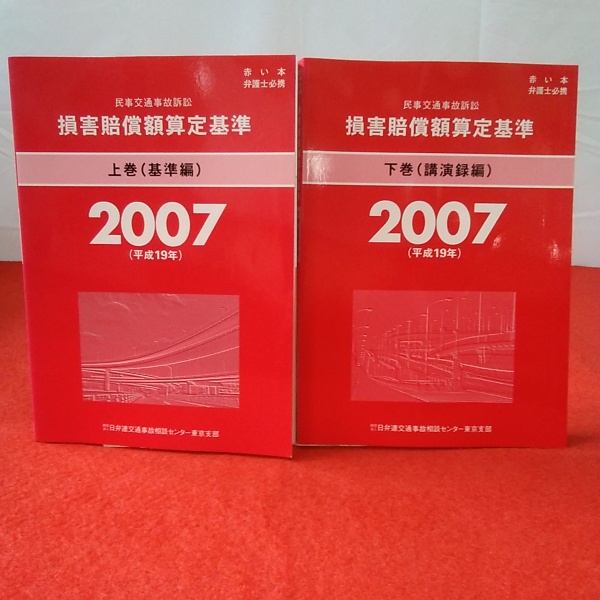 赤い本
弁護士必携
民事交通事故訴訟
損害賠償額算定基準
上巻(基準編)
2007
(平成19年)
日弁連交通事故相談センター東京支部
赤い本
弁護士必携
民事交通事故訴訟
損害賠償額算定基準
下巻(講演録編)
2007
(平成19年)
日弁連交通事故相談センター東京支部